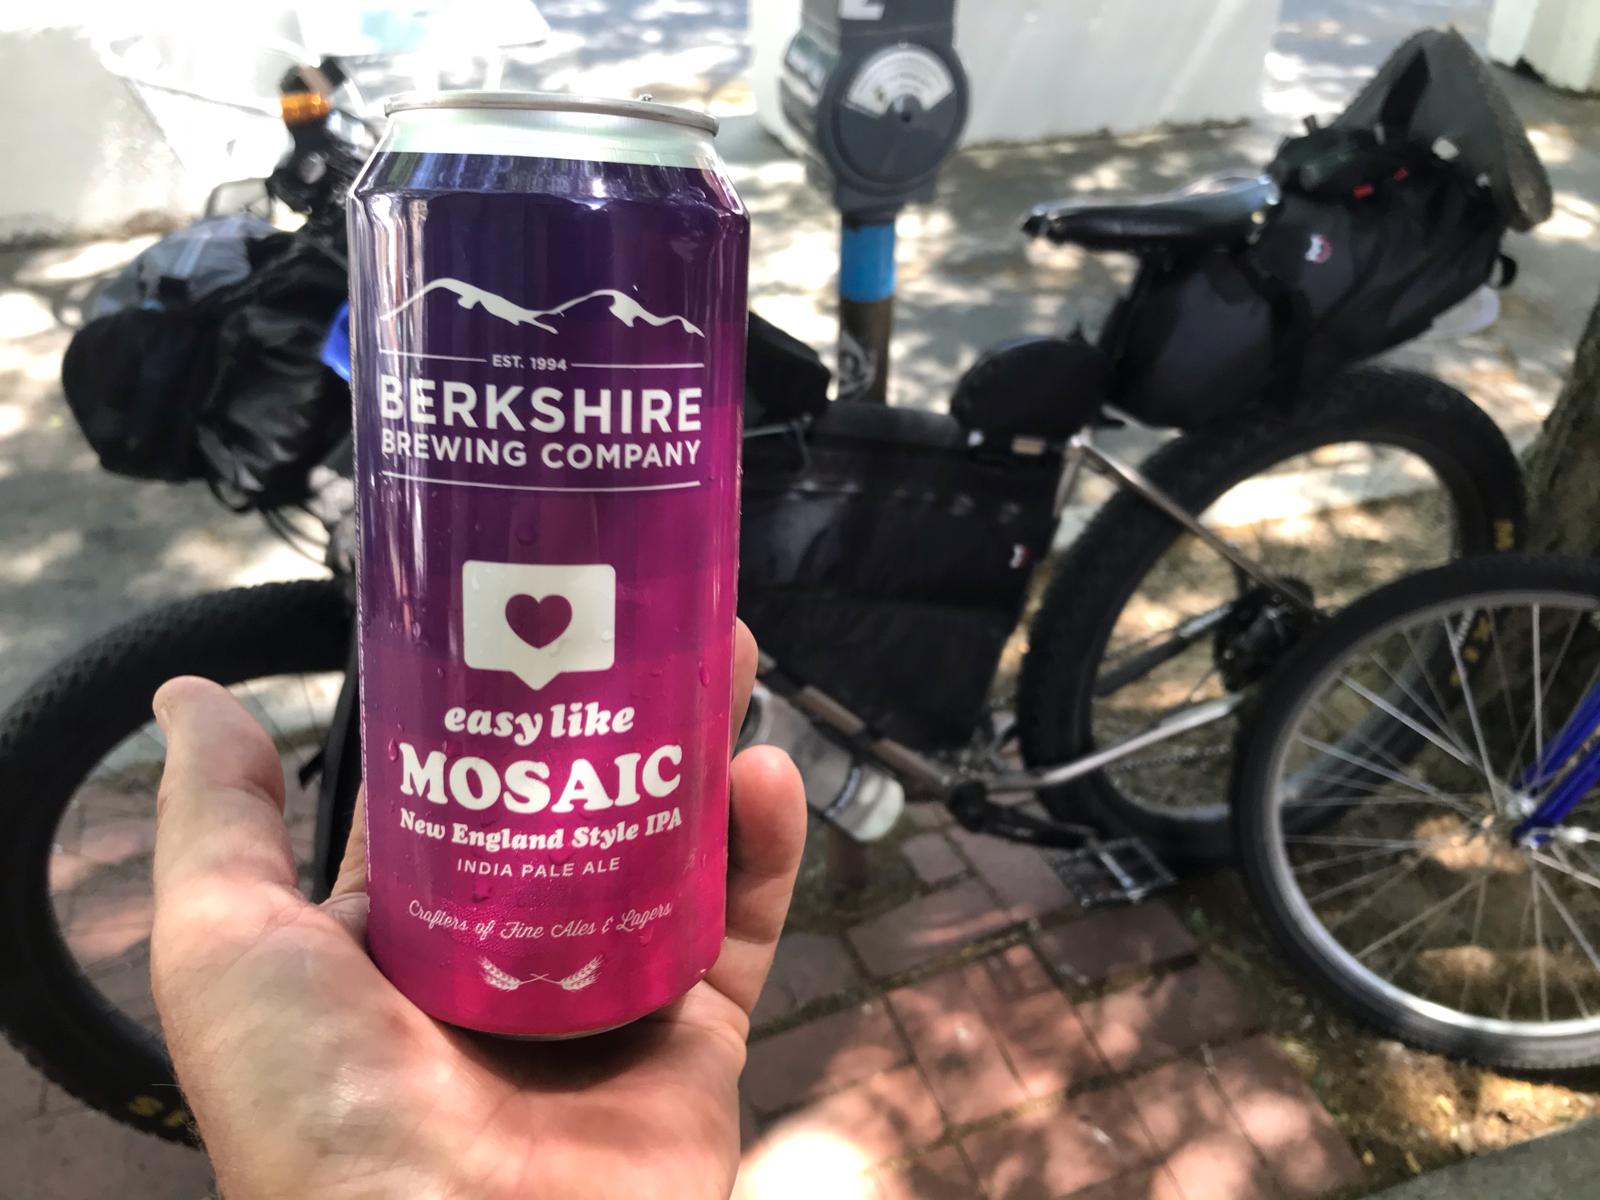 EST. 1994
BERKSHIRE
BREWING COMPANY
easy like
MOSAIC
New England Style IPA
INDIA PALE ALE
Crafters of Fine Ales & Lagers